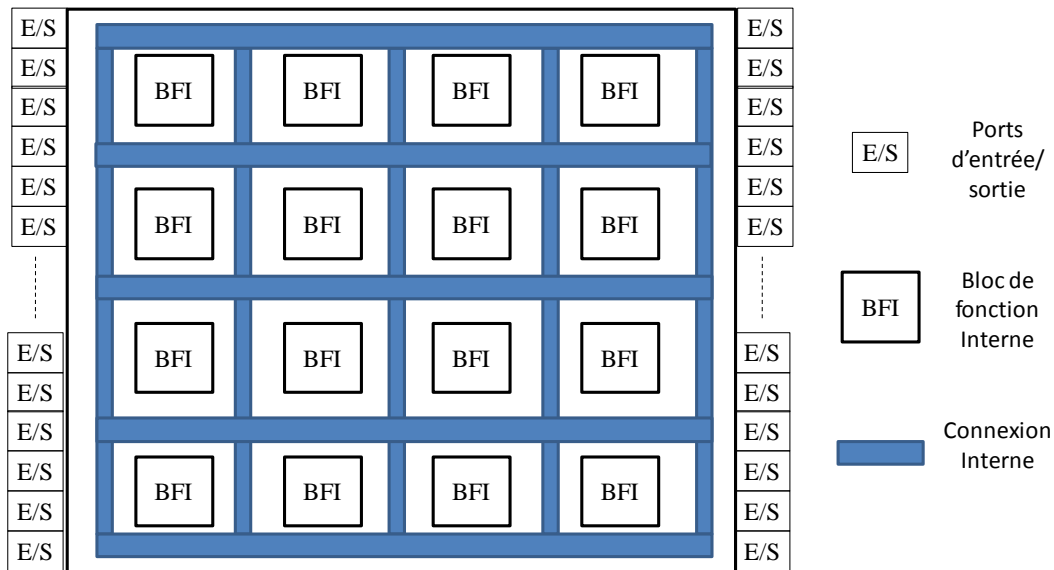 E/S
E/S
E/S
E/S
E/S
E/S
E/S
E/S
E/S
E/S
E/S
E/S
BFI BFI BFI BFI
BFI BFI BFI BFI
BFI BFI BFI BFI
BFI BFI BFI BFI
E/S
E/S
E/S
E/S
E/S
E/S
E/S
E/S
E/S
E/S
E/S
E/S
E/S
Ports
d'entrée/
sortie
BFI
Bloc de
fonction
Interne
Connexion
Interne